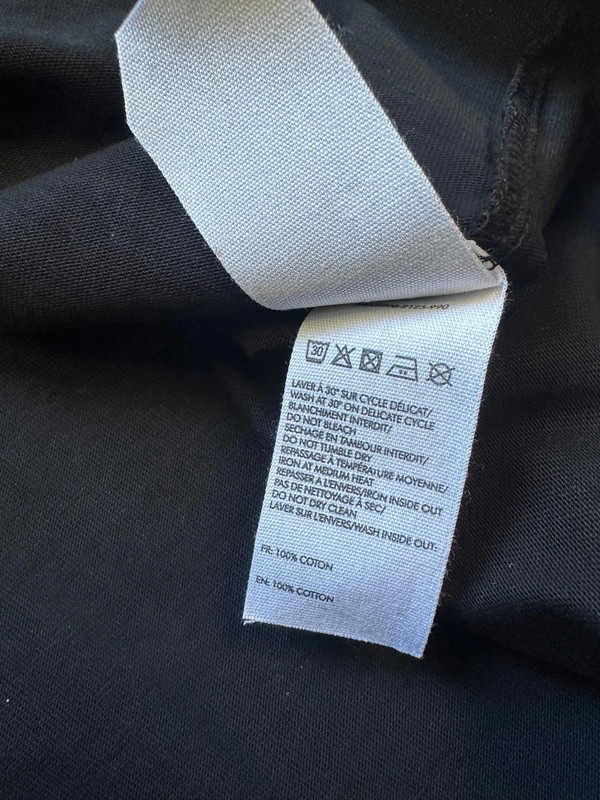 30
LAVER À 30° SUR CYCLE DÉLICAT/
WASH AT 30° ON DELICATE CYCLE
BLANCHIMENT INTERDIT/
DO NOT BLEACH
SECHAGE EN TAMBOUR INTERDIT/
DO NOT TUMBLE DRY
REPASSAGE À TEMPÉRATURE MOYENNE/
IRON AT MEDIUM HEAT
REPASSER A L'ENVERS/IRON INSIDE OUT
PAS DE NETTOYAGE À SEC/
DO NOT DRY CLEAN
LAVER SUR L'ENVERS/WASH INSIDE OUT:
FR: 100% COTON
EN: 100% COTTON